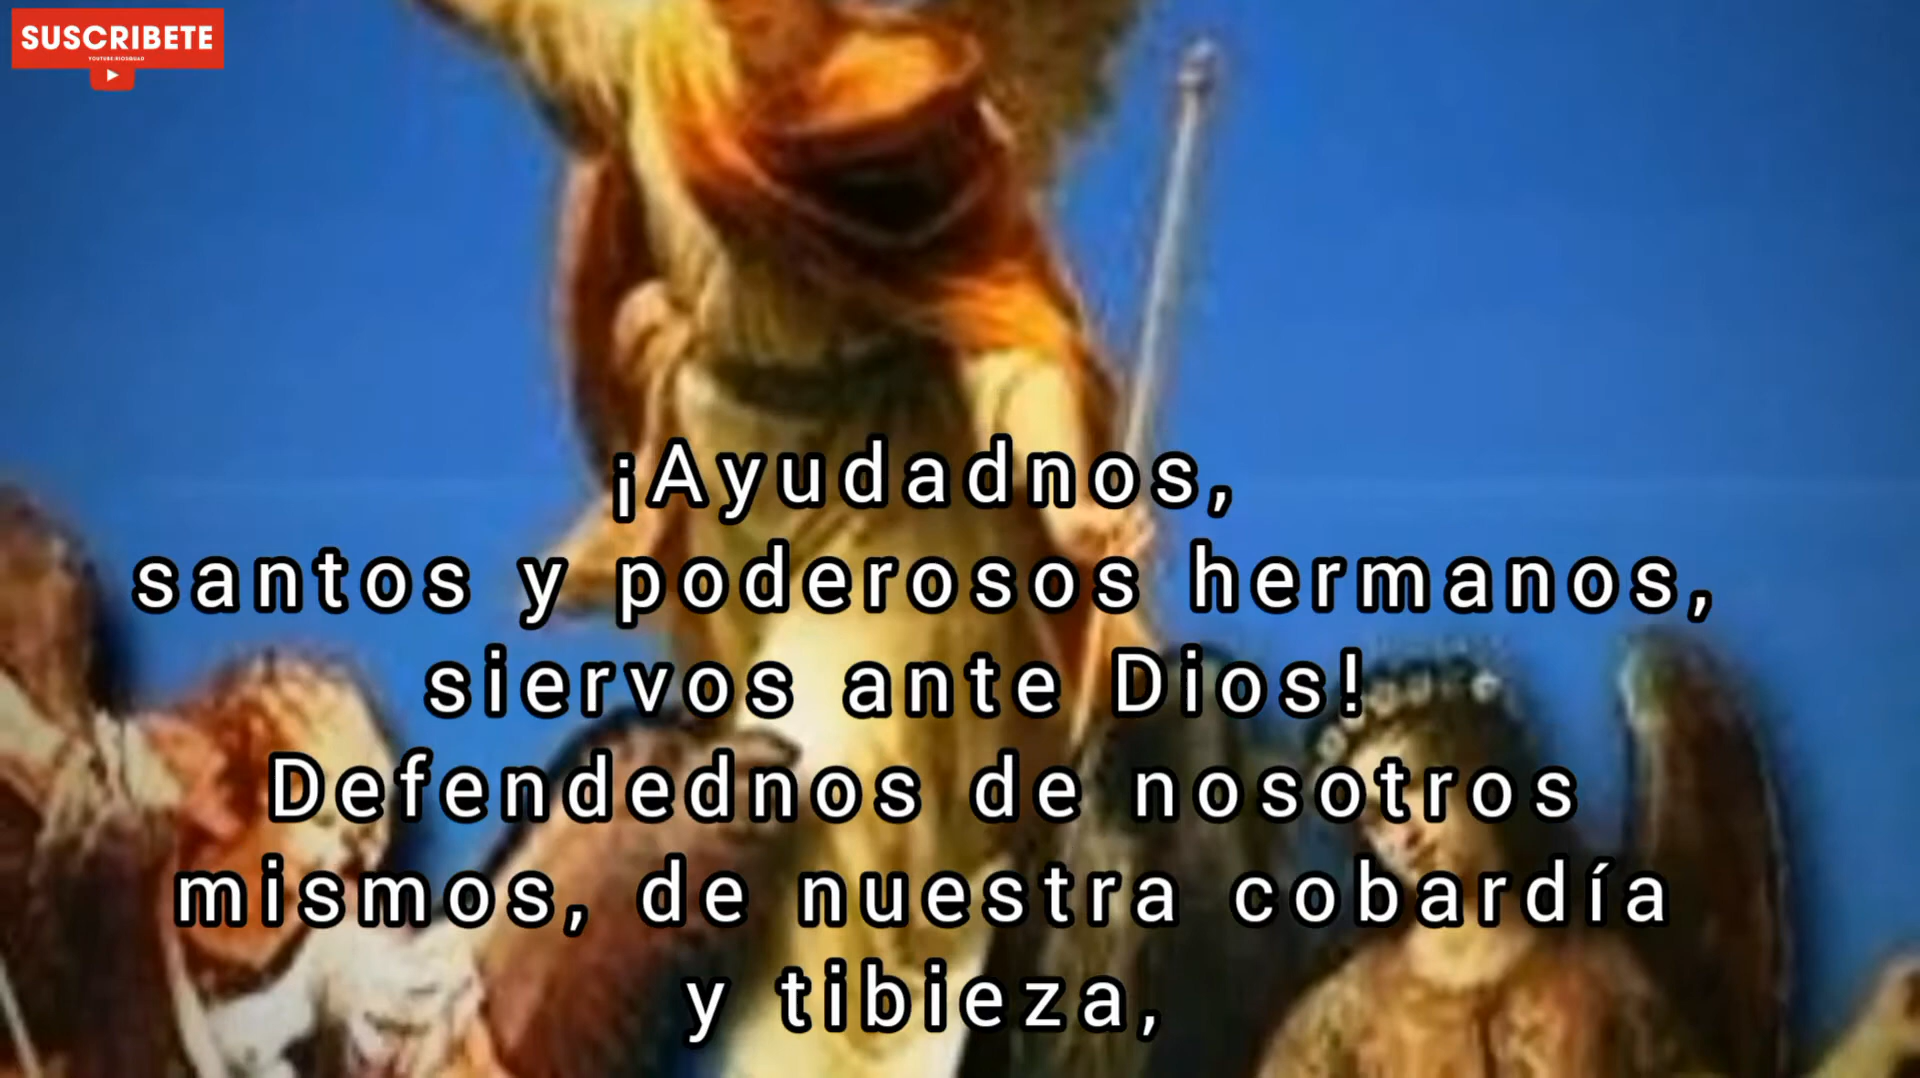 SUSCRIBETE
¡Ayudadnos,
santos y poderosos hermanos,
siervos ante Dios!
Defendednos de nosotros
mismos, de nuestra cobardía
y tibieza,